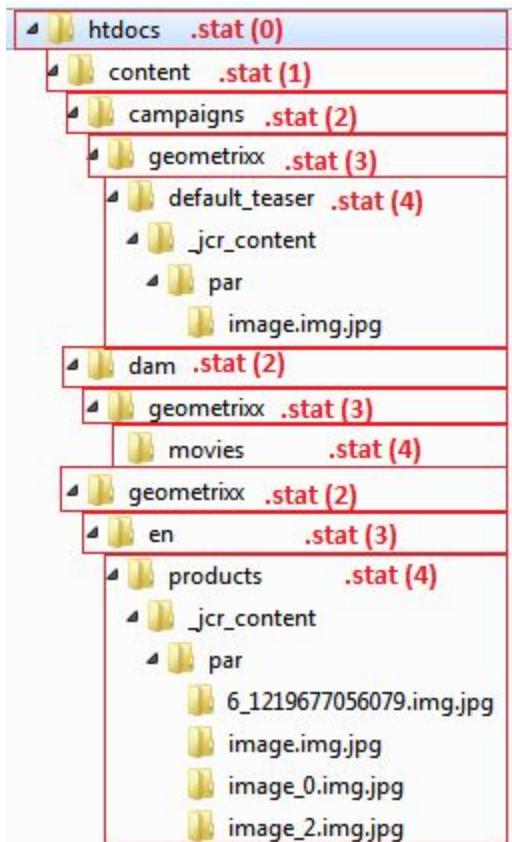 htdocs .stat (0)
content .stat (1)
campaigns .stat (2)
geometrixx .stat (3)
default_teaser .stat (4)
_jcr_content
par
image.img.jpg
dam .stat (2)
geometrixx .stat (3)
movies .stat (4)
geometrixx .stat (2)
en .stat (3)
products .stat (4)
_jcr_content
par
6_1219677056079.img.jpg
image.img.jpg
image_0.img.jpg
image_2.img.jpg